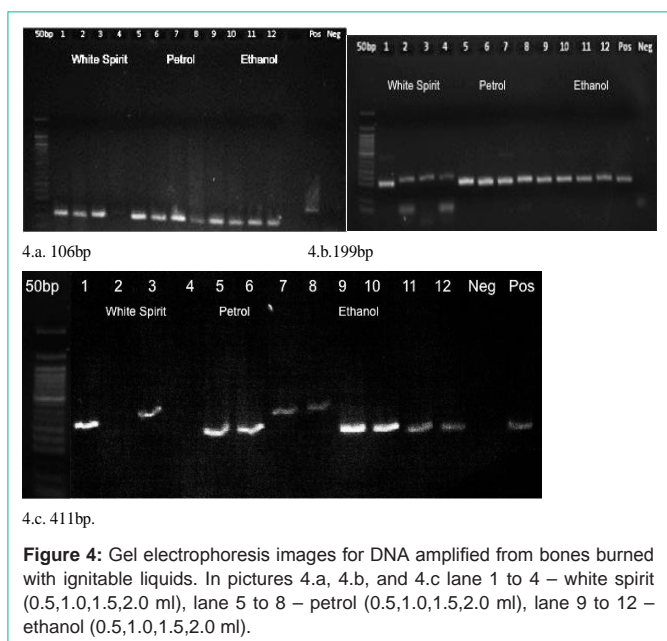 50bp 1 2 3 4 5 6 7 8 9 10 11 12 Pos Neg
White Spirit Petrol Ethanol
50bp 1 2 3 4 5 6 7 8 9 10 11 12 Pos Neg
White Spirit Petrol Ethanol
4.a. 106bp 4.b.199bp
50bp 1 2 3 4 5 6 7 8 9 10 11 12 Neg Pos
White Spirit Petrol Ethanol
4.c. 411bp.
Figure 4: Gel electrophoresis images for DNA amplified from bones burned
with ignitable liquids. In pictures 4.a, 4.b, and 4.c lane 1 to 4 – white spirit
(0.5,1.0,1.5,2.0 ml), lane 5 to 8 – petrol (0.5,1.0,1.5,2.0 ml), lane 9 to 12 –
ethanol (0.5,1.0,1.5,2.0 ml).